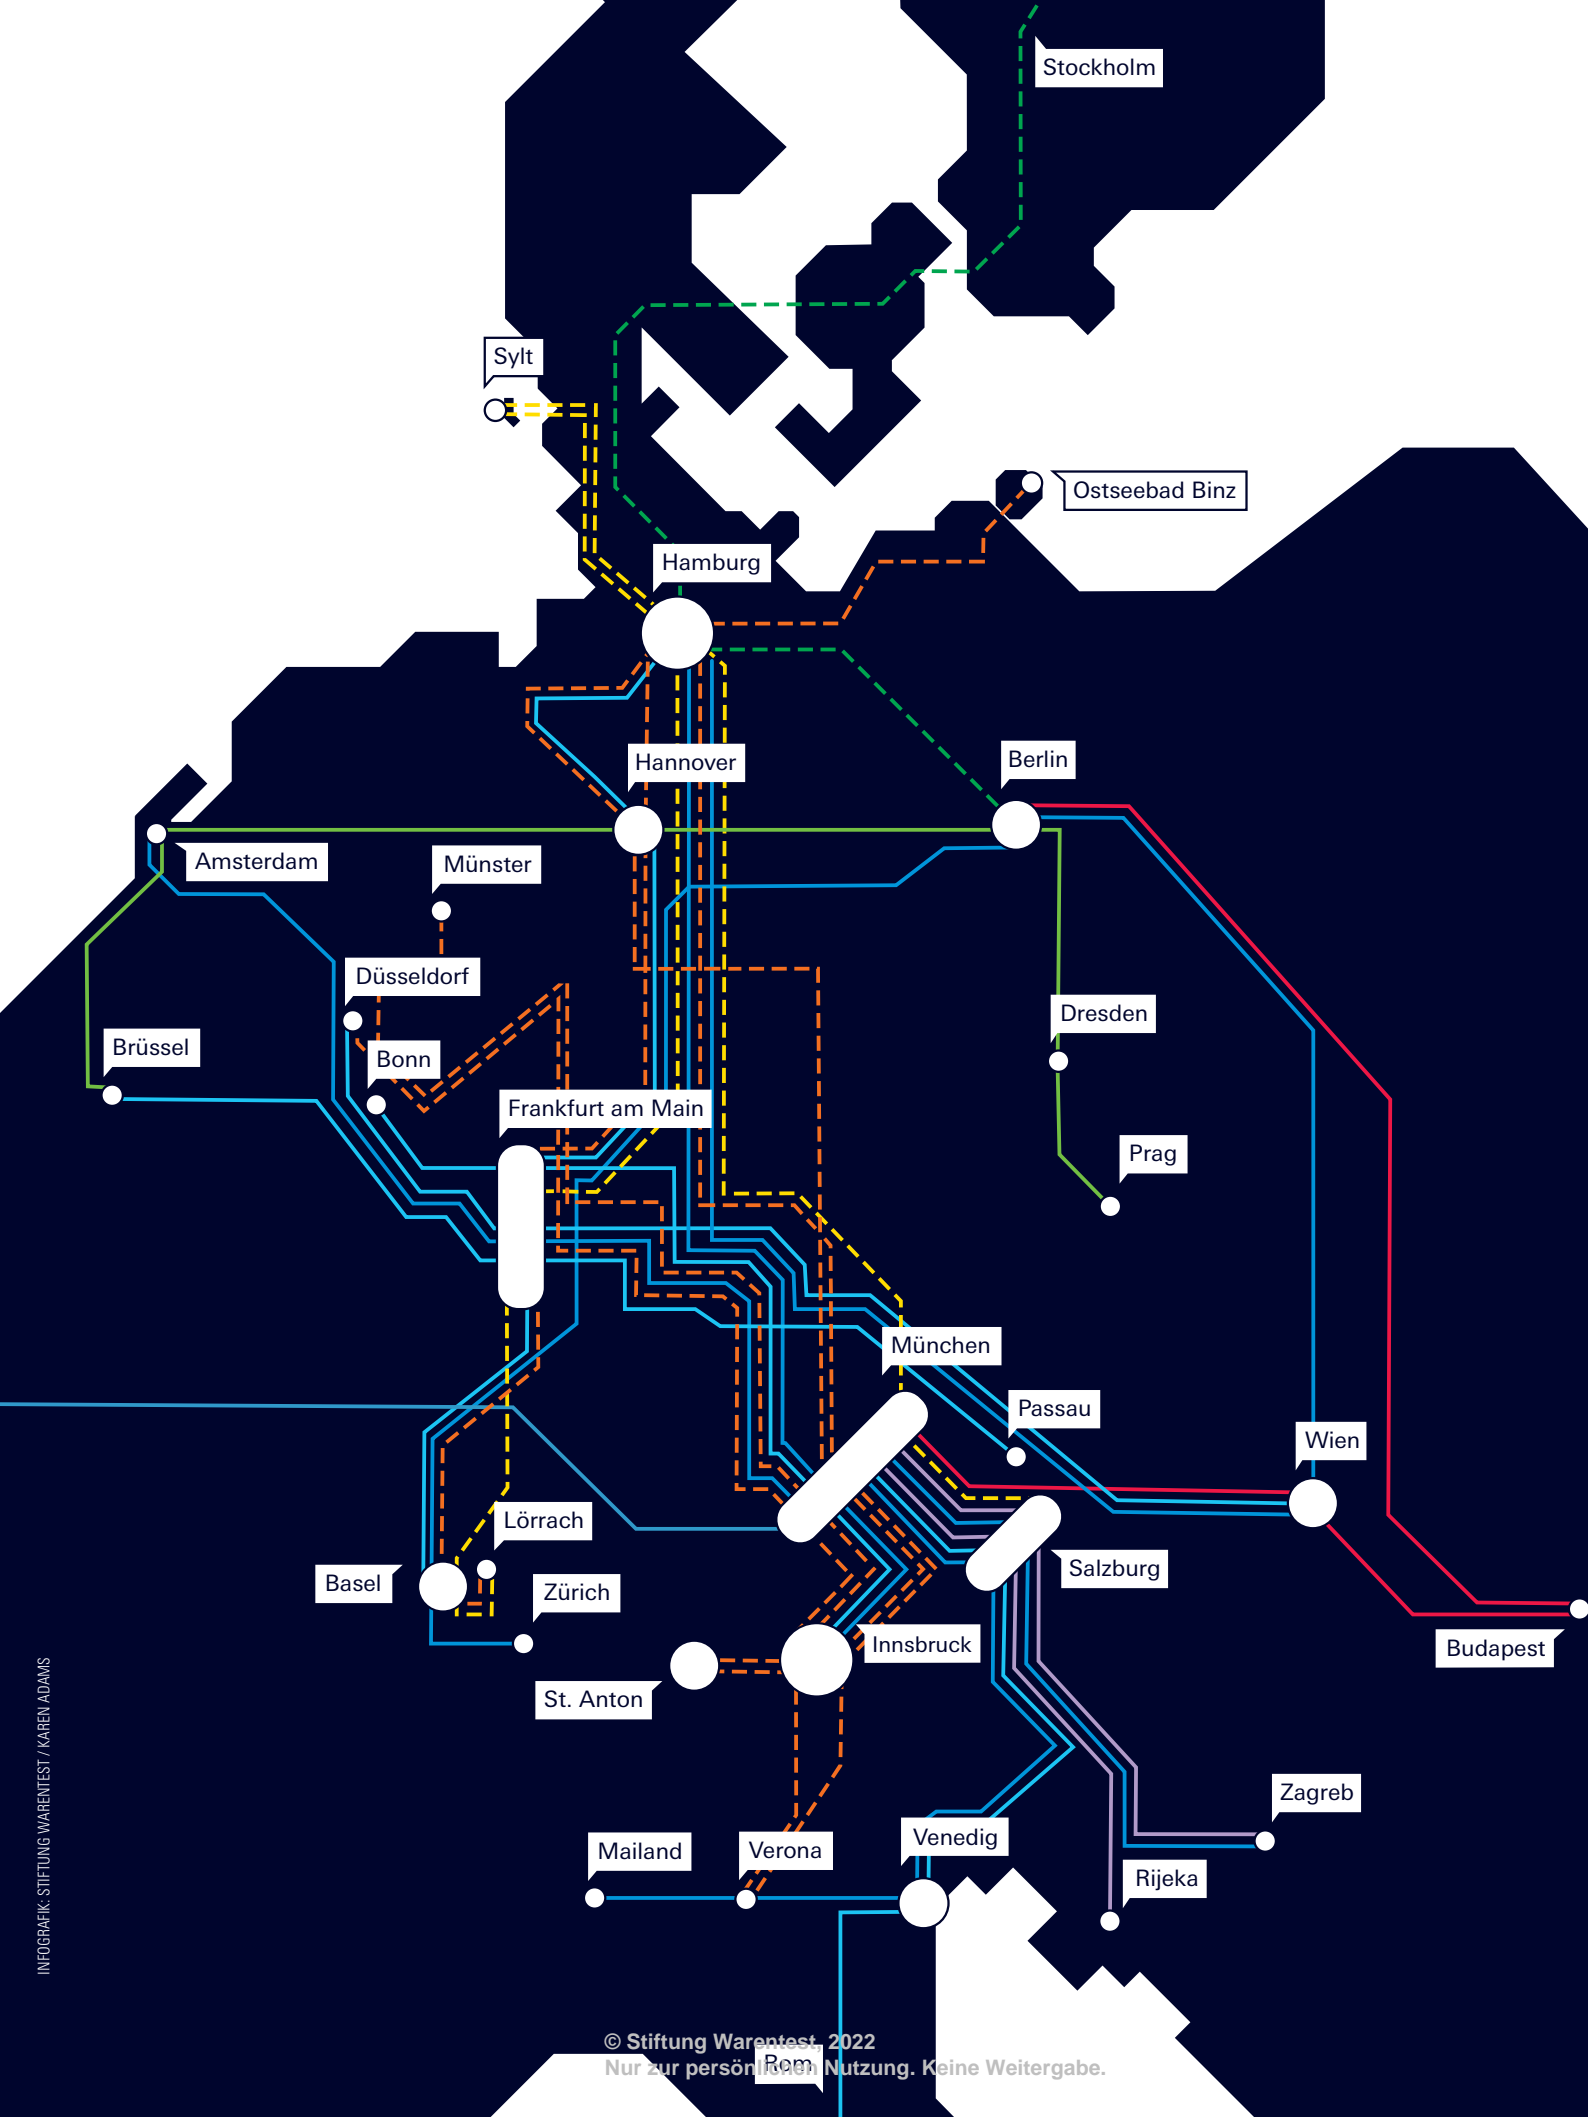 Stockholm
Sylt
Ostseebad Binz
Hamburg
Berlin
Hannover
Amsterdam
Münster
Düsseldorf
Dresden
Brüssel
Bonn
Frankfurt am Main
Prag
München
Passau
Wien
Lörrach
Basel
Salzburg
Zürich
Innsbruck
Budapest
St. Anton
Zagreb
Venedig
Mailand
Verona
Rijeka
INFOGRAFIK: STIFTUNG WARENTEST / KAREN ADAMS
© Stiftung Warentest, 2022
Rom
Nur zur persönlichen Nutzung. Keine Weitergabe.